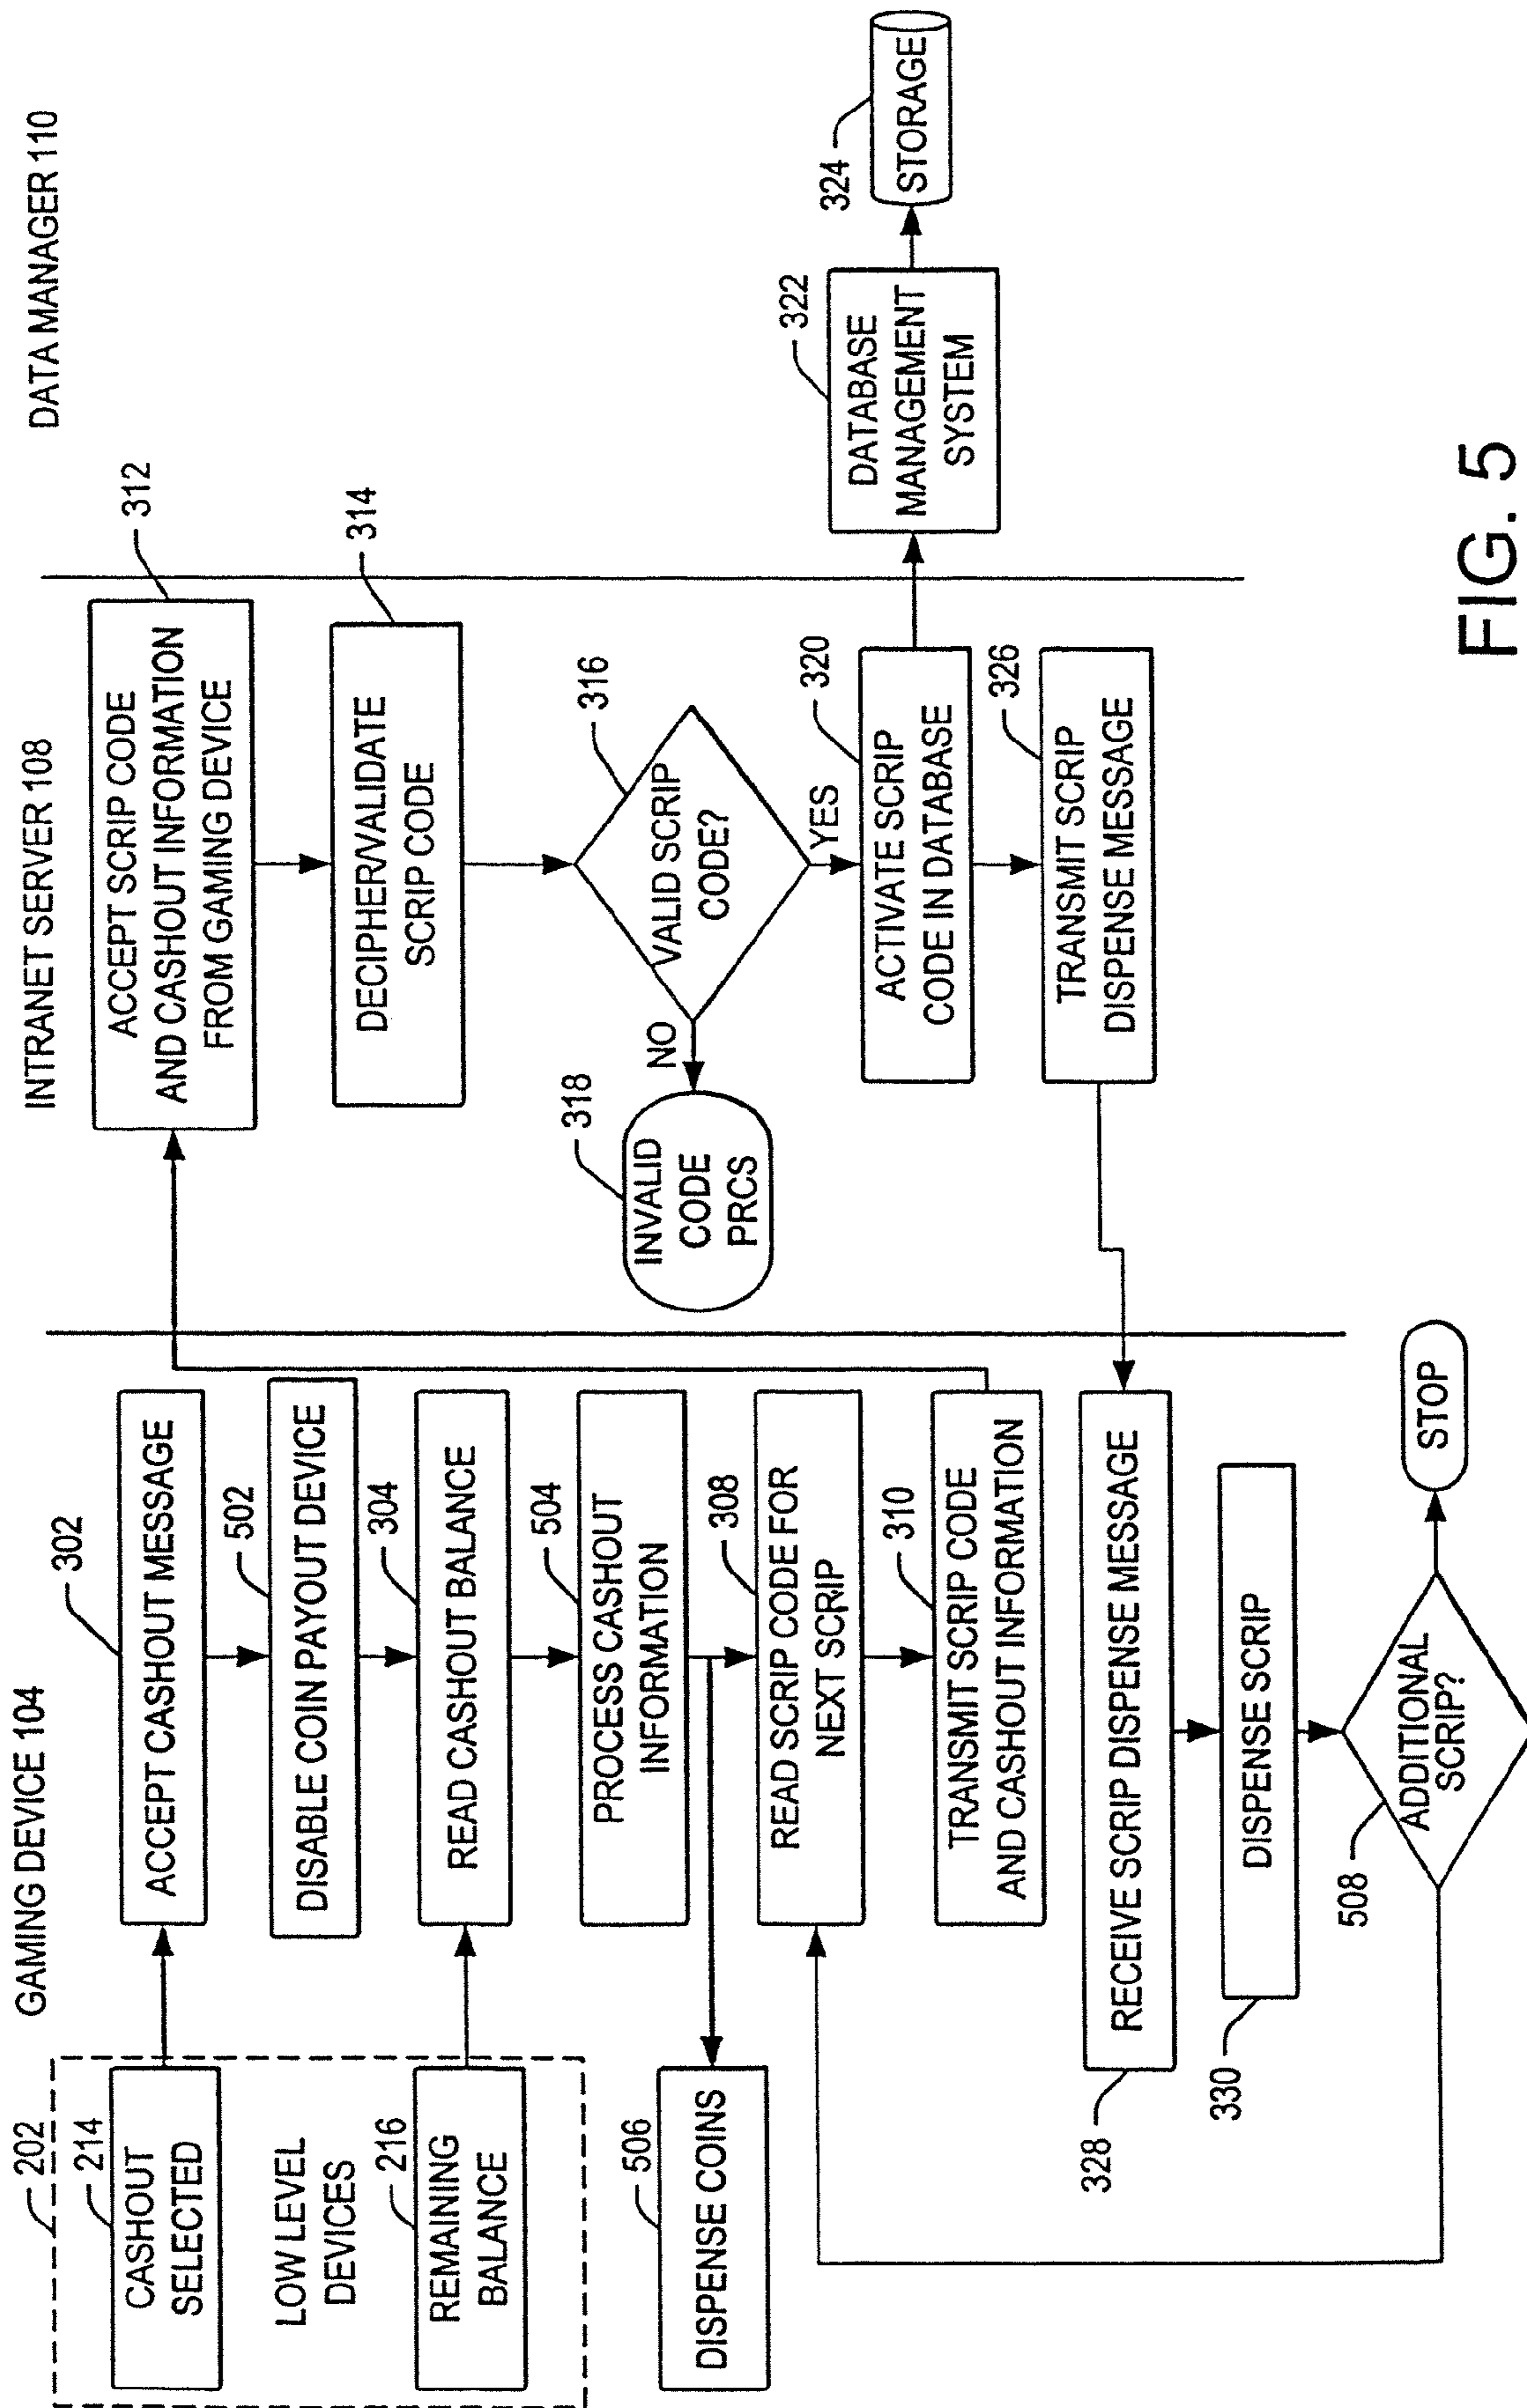 GAMING DEVICE 104
INTRANET SERVER 108
DATA MANAGER 110
202
214
CASHOUT
SELECTED
LOW LEVEL
DEVICES
216
REMAINING
BALANCE
302
ACCEPT CASHOUT MESSAGE
502
DISABLE COIN PAYOUT DEVICE
304
READ CASHOUT BALANCE
504
PROCESS CASHOUT
INFORMATION
506
DISPENSE COINS
308
READ SCRIP CODE FOR
NEXT SCRIP
310
TRANSMIT SCRIP CODE
AND CASHOUT INFORMATION
312
ACCEPT SCRIP CODE
AND CASHOUT INFORMATION
FROM GAMING DEVICE
314
DECIPHER/VALIDATE
SCRIP CODE
316
VALID SCRIP
CODE?
NO
YES
318
INVALID
CODE
PRCS
320
ACTIVATE SCRIP
CODE IN DATABASE
322
DATABASE
MANAGEMENT
SYSTEM
324
STORAGE
326
TRANSMIT SCRIP
DISPENSE MESSAGE
328
RECEIVE SCRIP DISPENSE MESSAGE
330
DISPENSE SCRIP
508
ADDITIONAL
SCRIP?
STOP
FIG. 5